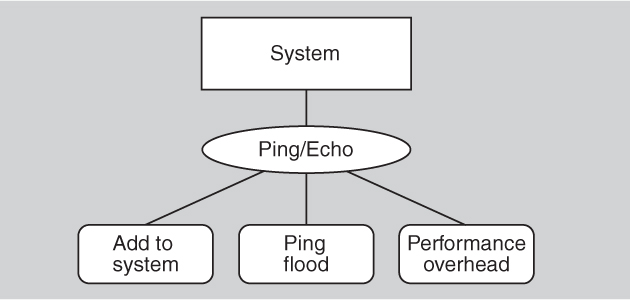 System
Ping/Echo
Add to
system
Ping
flood
Performance
overhead